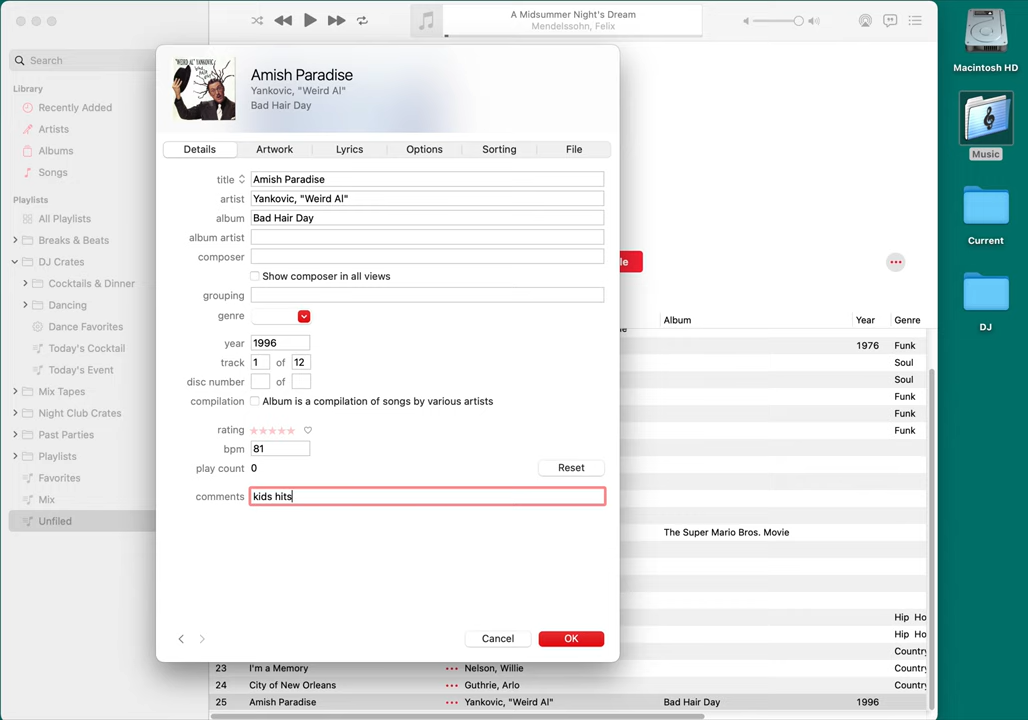 A Midsummer Night's Dream
Mendelssohn, Felix
Search
Library
Recently Added
Artists
Albums
Songs
Playlists
All Playlists
Breaks & Beats
DJ Crates
Cocktails & Dinner
Dancing
Dance Favorites
Today's Cocktail
Today's Event
Mix Tapes
Night Club Crates
Past Parties
Playlists
Favorites
Mix
Unfiled
"WEIRD AL" YANKOVIC
Amish Paradise
Yankovic, "Weird Al"
Bad Hair Day
Details Artwork Lyrics Options Sorting File
title Amish Paradise
artist Yankovic, "Weird Al"
album Bad Hair Day
album artist
composer
Show composer in all views
grouping
genre
year 1996
track 1 of 12
disc number of
compilation Album is a compilation of songs by various artists
rating
bpm 81
play count 0 Reset
comments kids hits
Cancel OK
Album Year Genre
1976 Funk
Soul
Soul
Funk
Funk
Funk
The Super Mario Bros. Movie
Hip Ho
Hip Ho
Country
23 I'm a Memory ••• Nelson, Willie Country
24 City of New Orleans ••• Guthrie, Arlo Country
25 Amish Paradise ••• Yankovic, "Weird Al" Bad Hair Day 1996
Macintosh HD
Music
Current
DJ